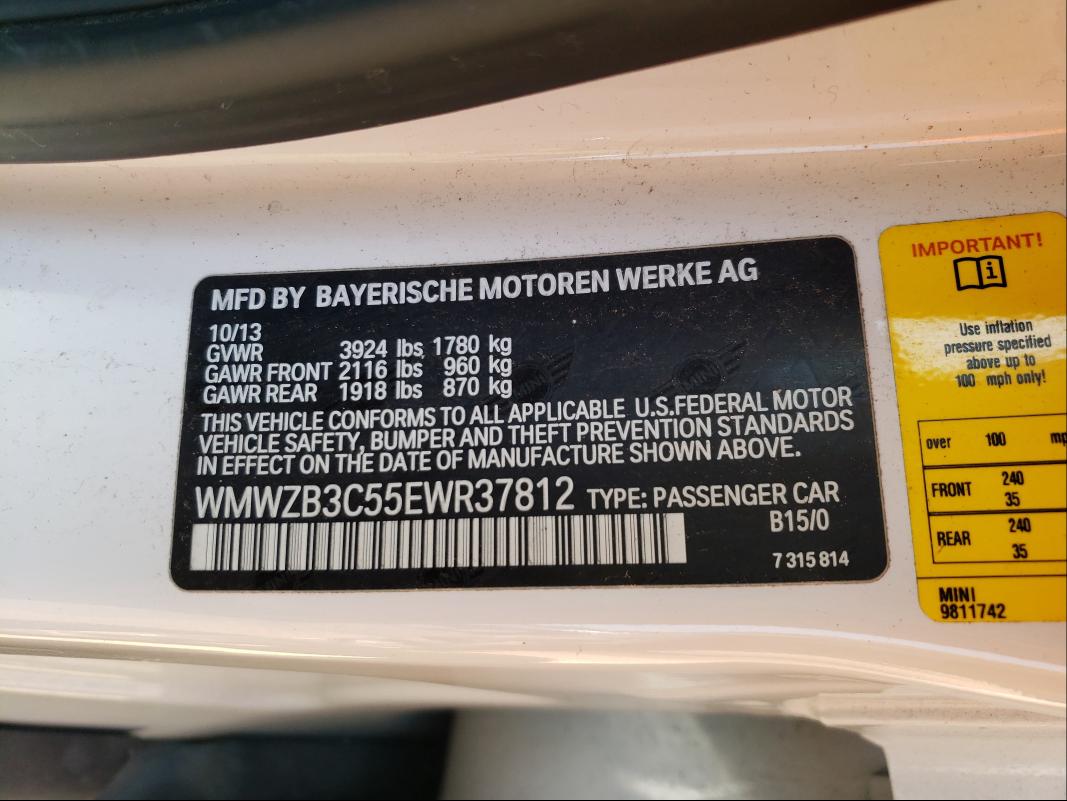 MFD BY BAYERISCHE MOTOREN WERKE AG
10/13
GVWR 3924 lbs 1780 kg
GAWR FRONT 2116 lbs 960 kg
GAWR REAR 1918 lbs 870 kg
THIS VEHICLE CONFORMS TO ALL APPLICABLE U.S.FEDERAL MOTOR
VEHICLE SAFETY, BUMPER AND THEFT PREVENTION STANDARDS
IN EFFECT ON THE DATE OF MANUFACTURE SHOWN ABOVE.
WMWZB3C55EWR37812 TYPE: PASSENGER CAR
B15/0
7 315 814
IMPORTANT!
i
Use inflation
pressure specified
above up to
100 mph only!
over 100 mp
FRONT 240
35
REAR 240
35
MINI
9811742